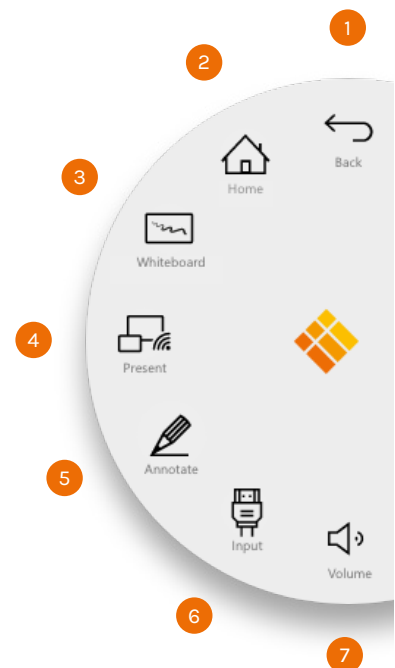 1
Back
2
Home
3
Whiteboard
4
Present
5
Annotate
6
Input
7
Volume